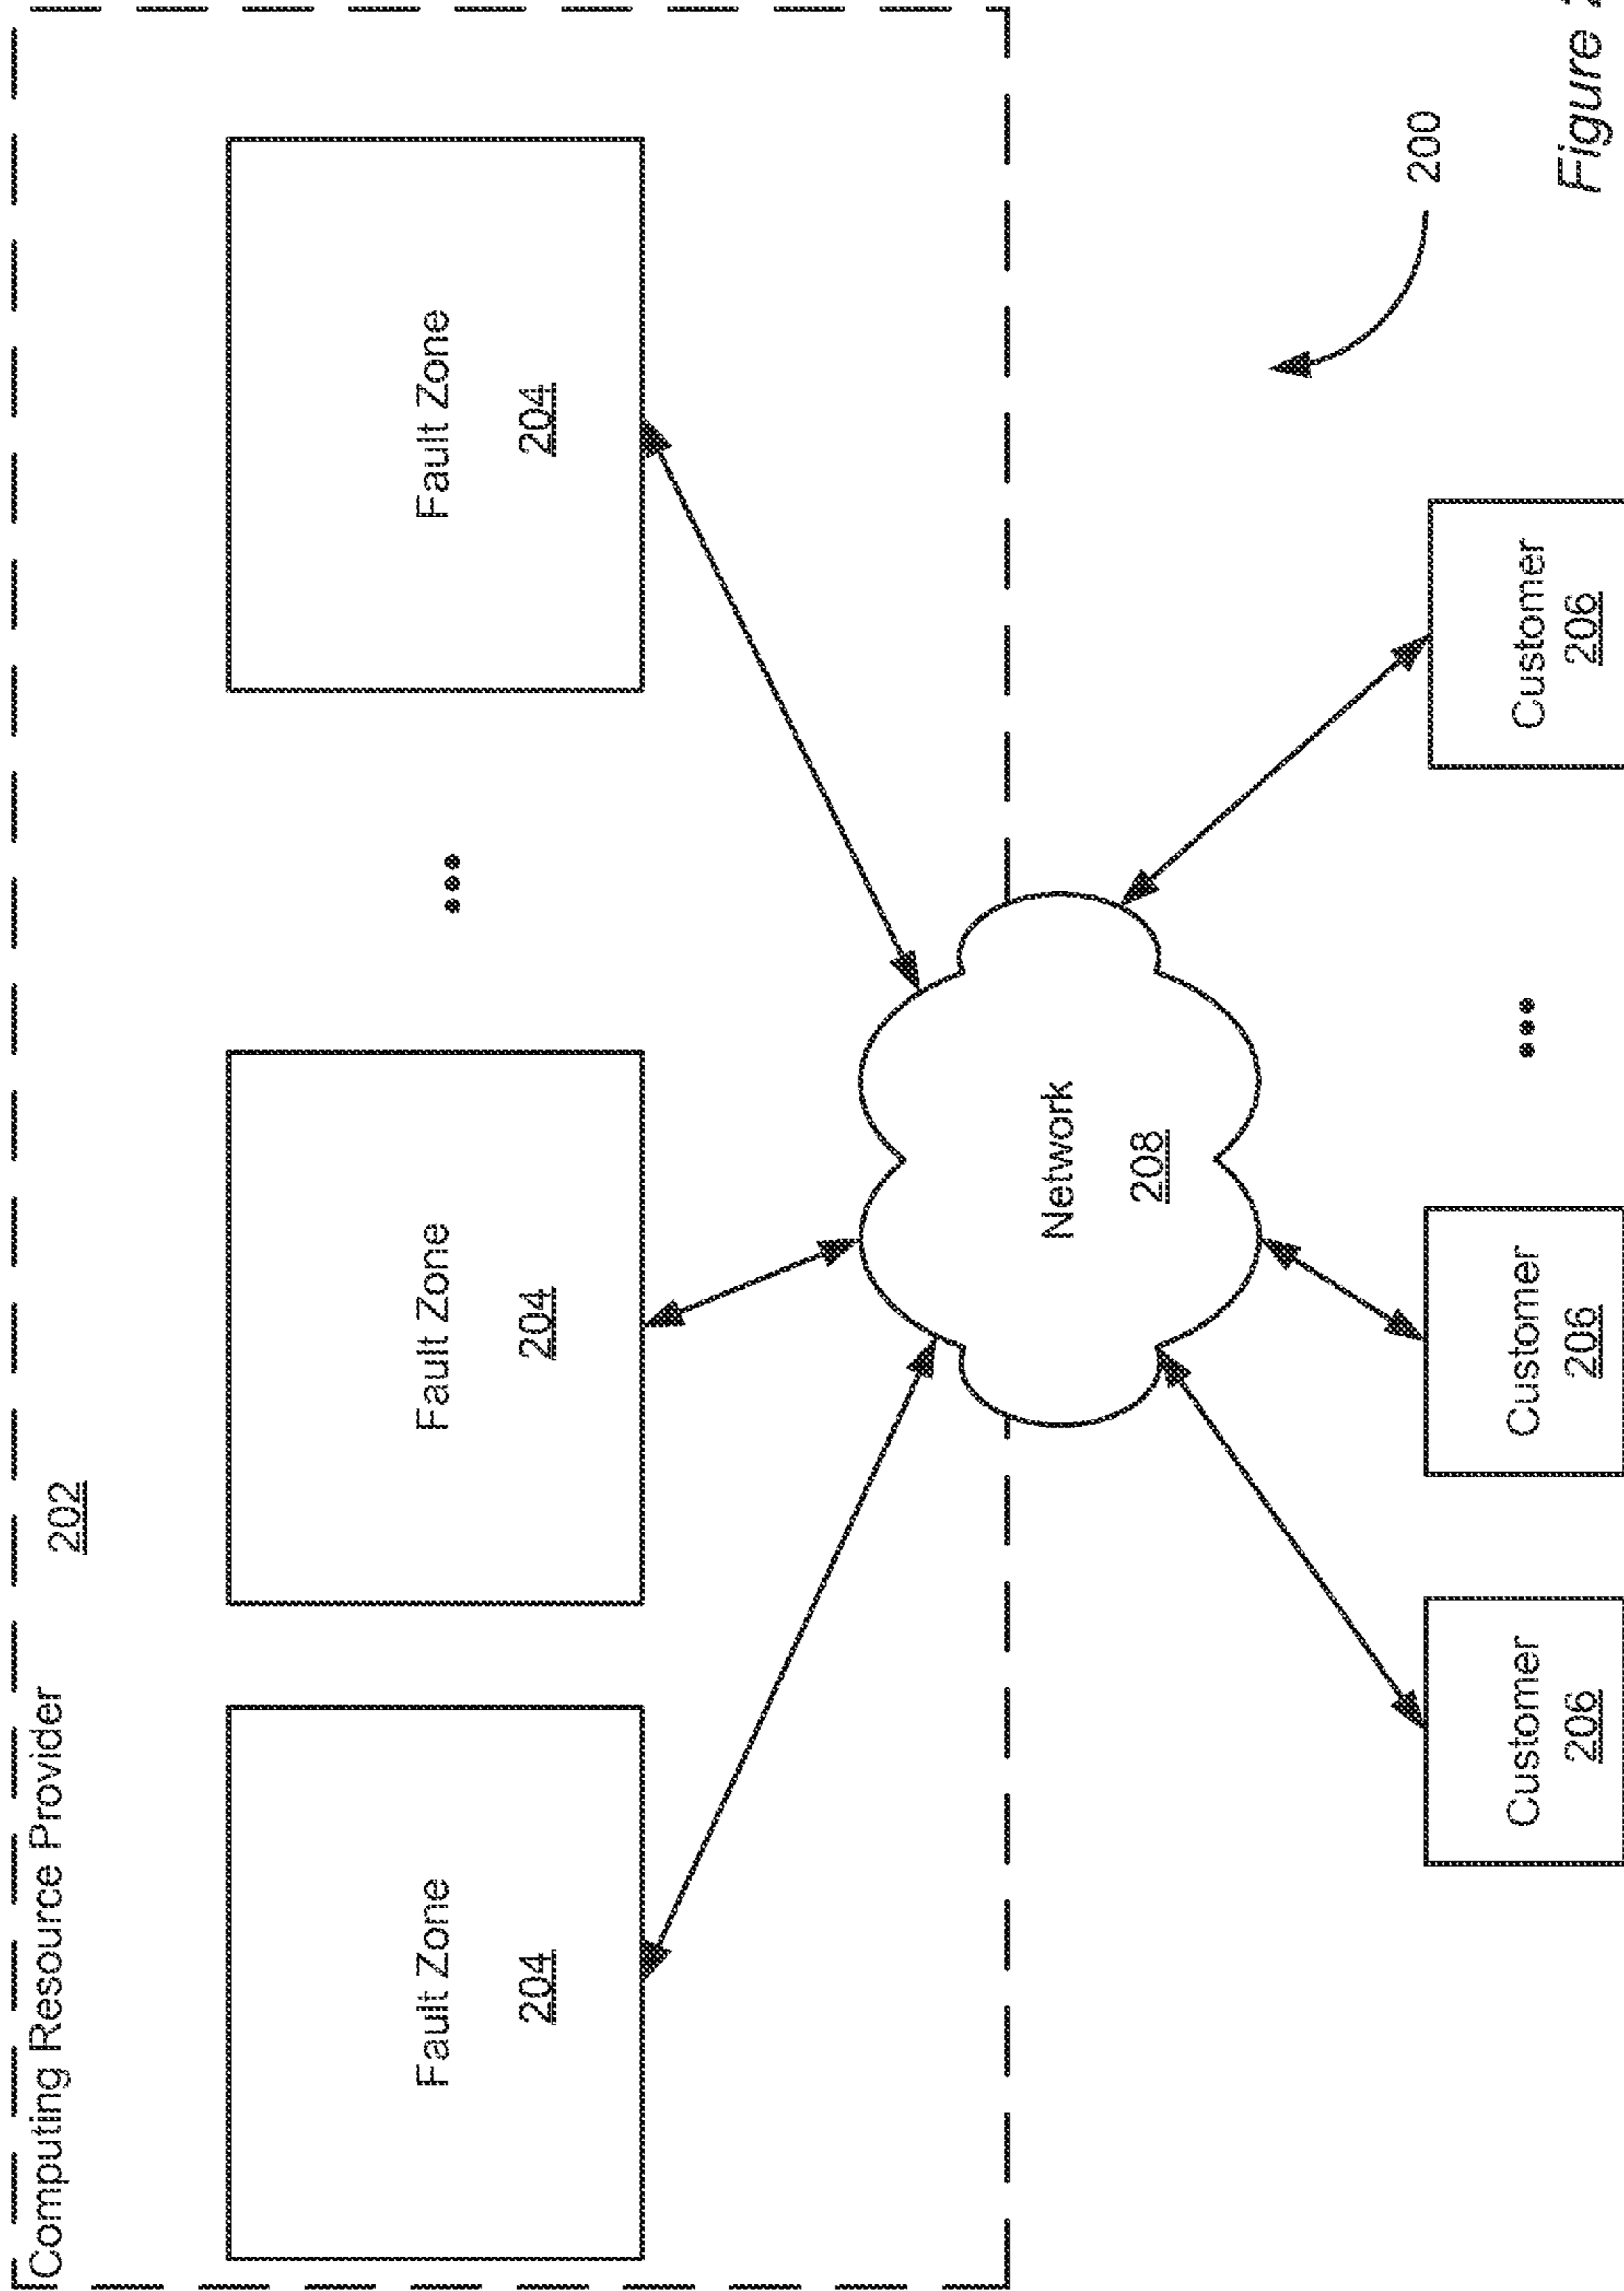 Computing Resource Provider
202
Fault Zone
204
Fault Zone
204
•••
Fault Zone
204
Network
208
200
Customer
206
Customer
206
•••
Customer
206
Figure